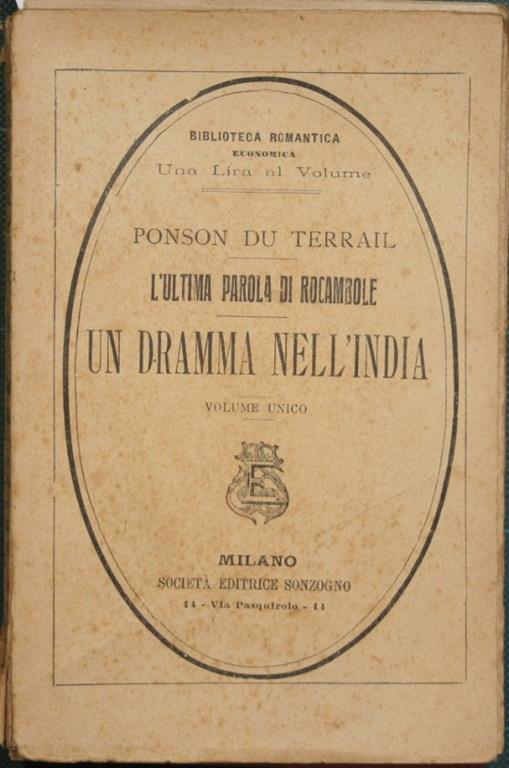 BIBLIOTECA ROMANTICA
ECONOMICA
Una Lira al Volume
PONSON DU TERRAIL
L'ULTIMA PAROLA DI ROCAMBOLE
UN DRAMMA NELL'INDIA
VOLUME UNICO
MILANO
SOCIETÀ EDITRICE SONZOGNO
14 - Via Pasquirolo - 14